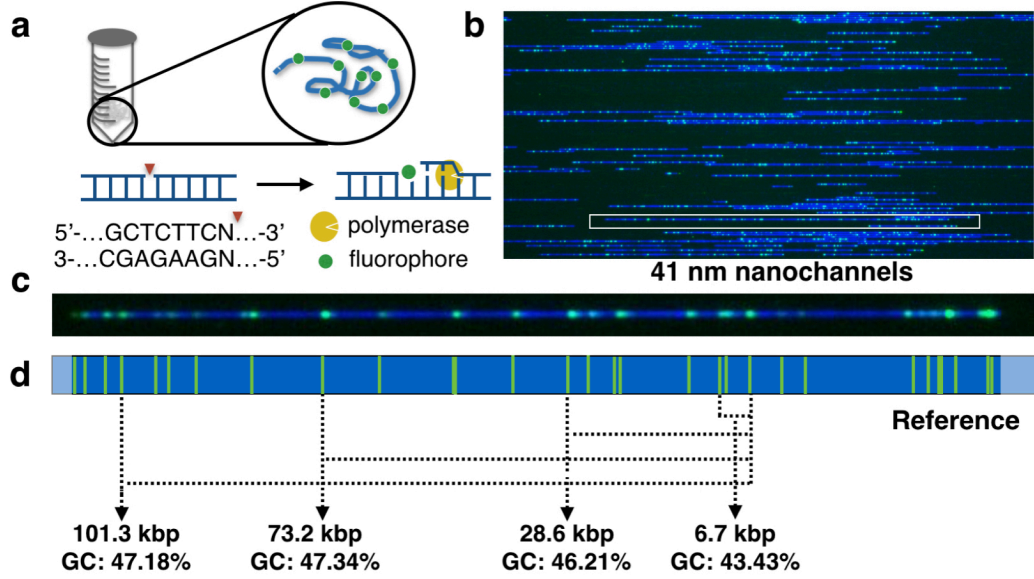 a
b
5'-...GCTCTTCN...-3'
3-...CGAGAAGN...-5'
polymerase
fluorophore
41 nm nanochannels
c
d
Reference
101.3 kbp
GC: 47.18%
73.2 kbp
GC: 47.34%
28.6 kbp
GC: 46.21%
6.7 kbp
GC: 43.43%